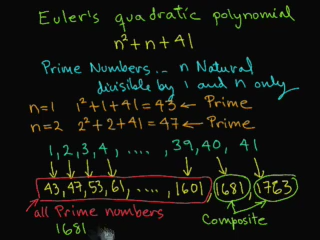 Euler's quadratic polynomial
n²+n+41
Prime Numbers... n Natural
divisible by 1 and n only
n=1 1²+1+41=43 ← Prime
n=2 2²+2+41=47 ← Prime
1,2,3,4, ...., 39,40, 41
43,47,53,61, ...., 1601 1681 1763
all Prime numbers Composite
1681